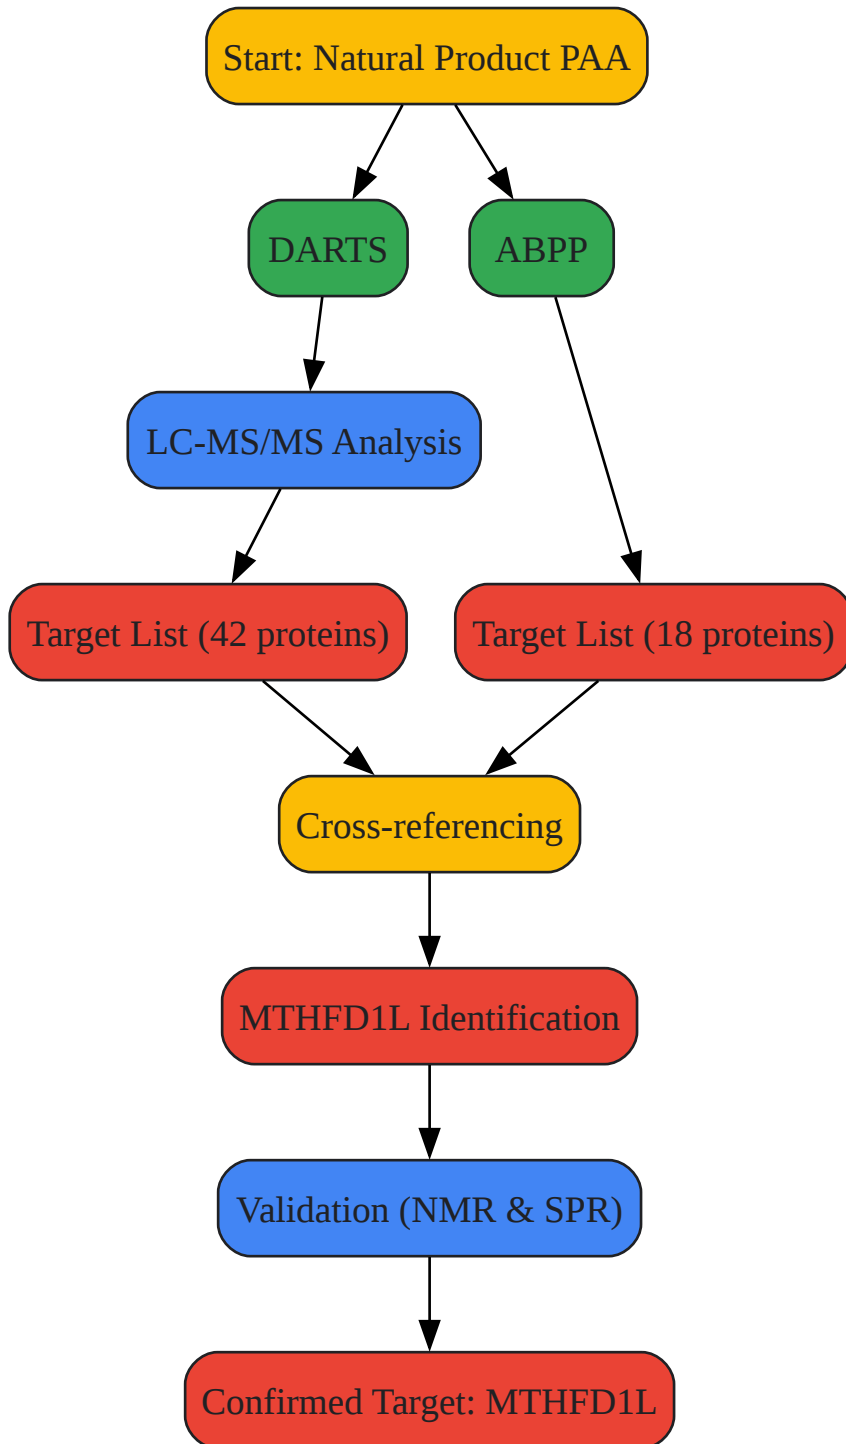 Start: Natural Product PAA
DARTS
ABPP
LC-MS/MS Analysis
Target List (42 proteins)
Target List (18 proteins)
Cross-referencing
MTHFD1L Identification
Validation (NMR & SPR)
Confirmed Target: MTHFD1L